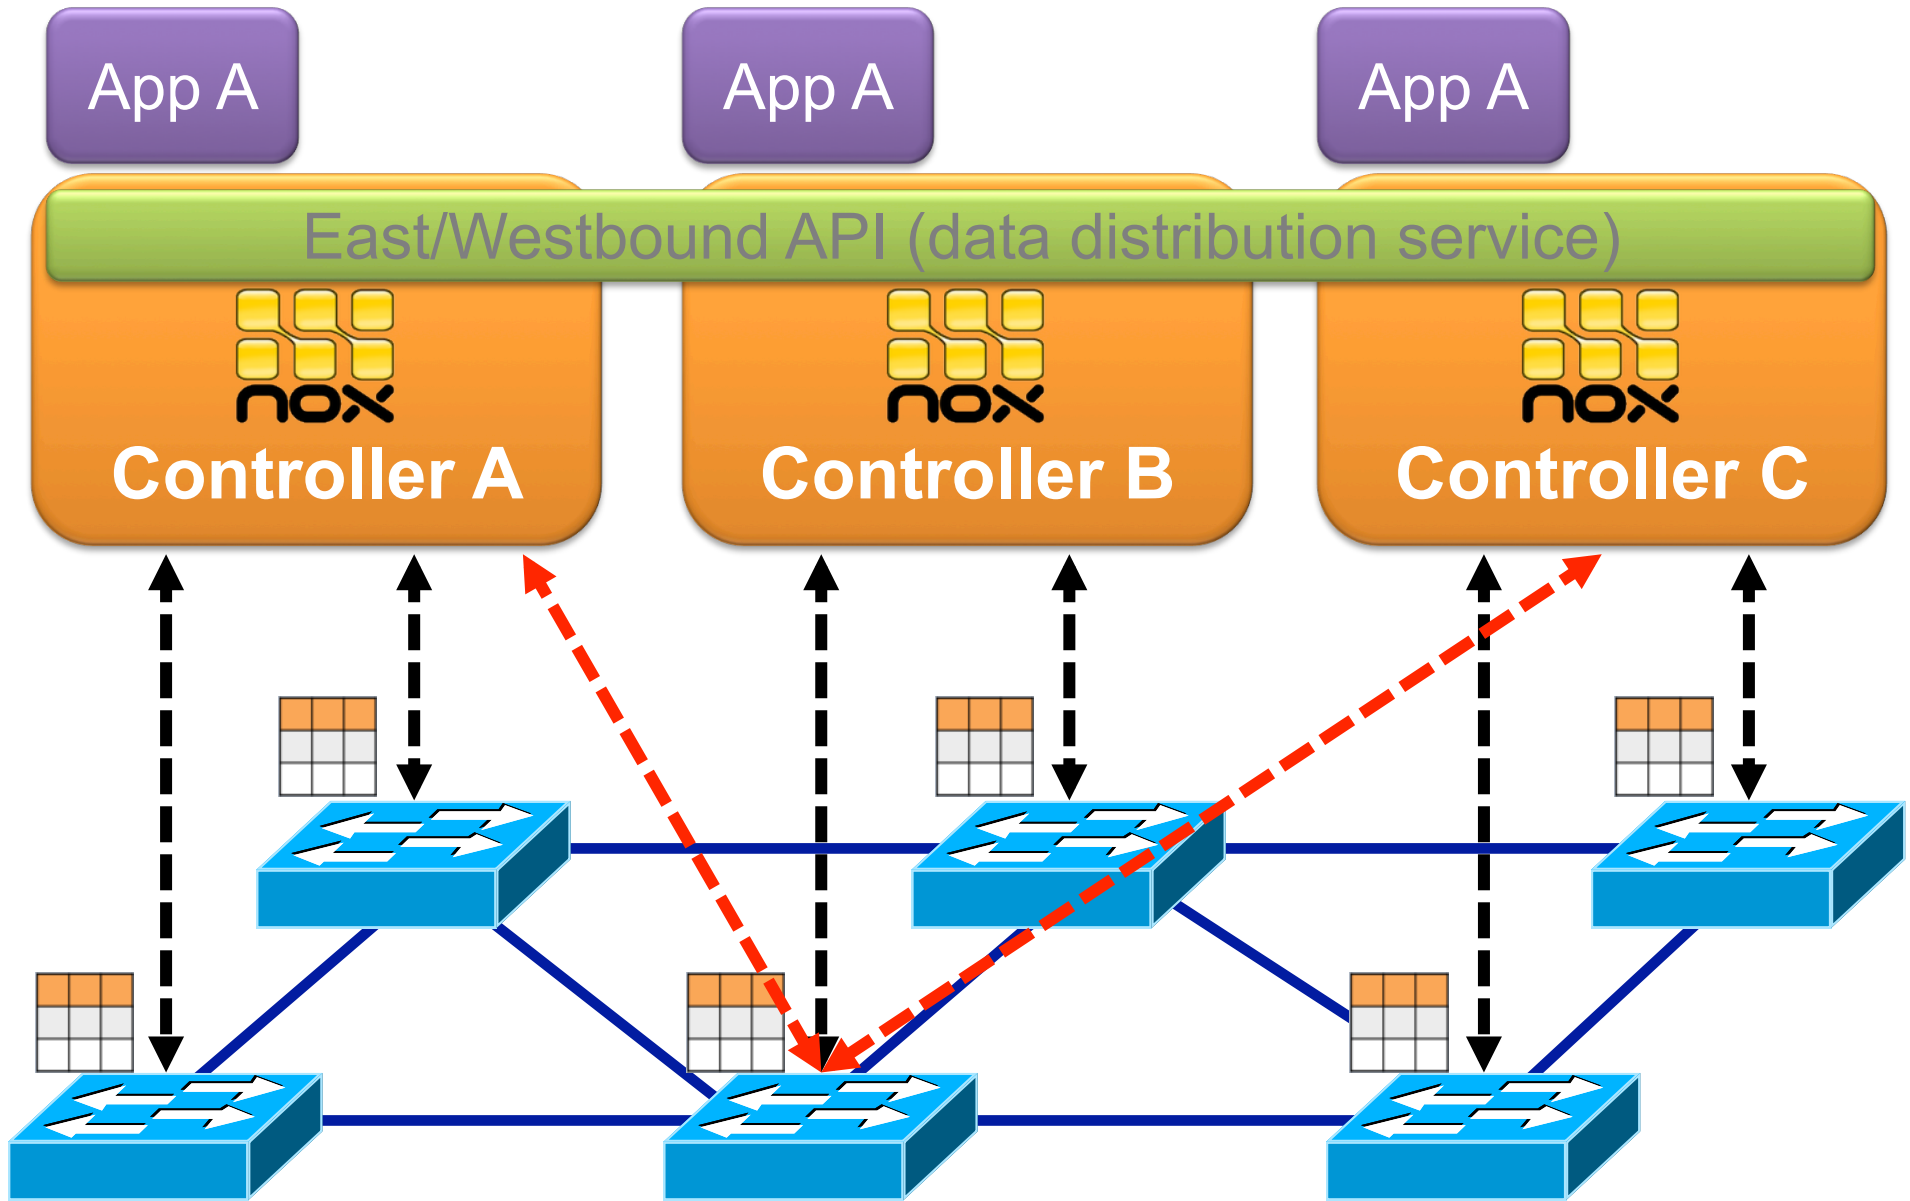 App A
App A
App A
East/Westbound API (data distribution service)
nox
nox
nox
Controller A
Controller B
Controller C